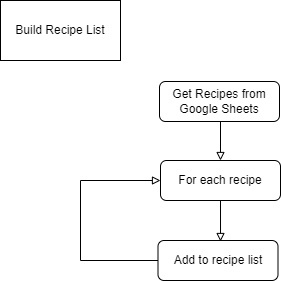 Build Recipe List
Get Recipes from
Google Sheets
For each recipe
Add to recipe list